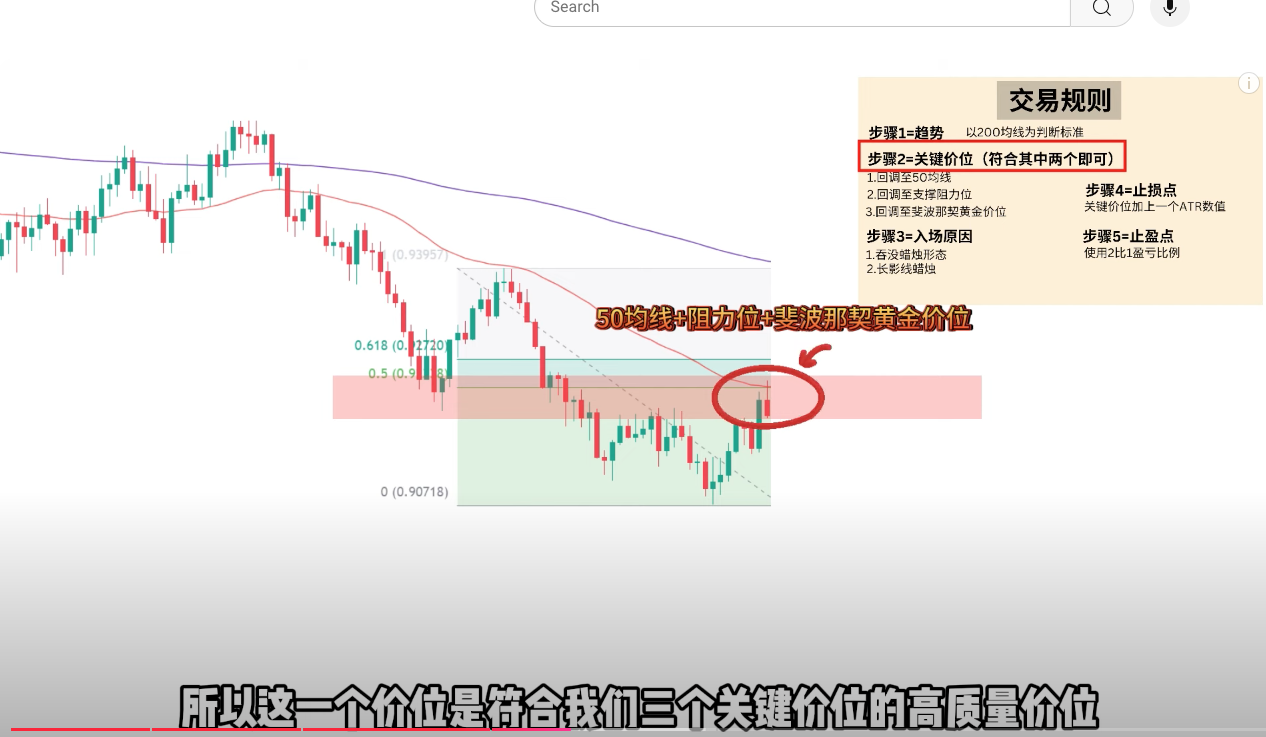 Search
交易规则
步骤1=趋势 以200均线为判断标准
步骤2=关键价位（符合其中两个即可）
1.回调至50均线
2.回调至支撑阻力位
3.回调至斐波那契黄金价位
步骤3=入场原因
1.吞没蜡烛形态
2.长影线蜡烛
步骤4=止损点
关键价位加上一个ATR数值
步骤5=止盈点
使用2比1盈亏比例
1 (0.93957)
50均线+阻力位+斐波那契黄金价位
0.618 (0.92720)
0.5
0 (0.90718)
所以这一个价位是符合我们三个关键价位的高质量价位